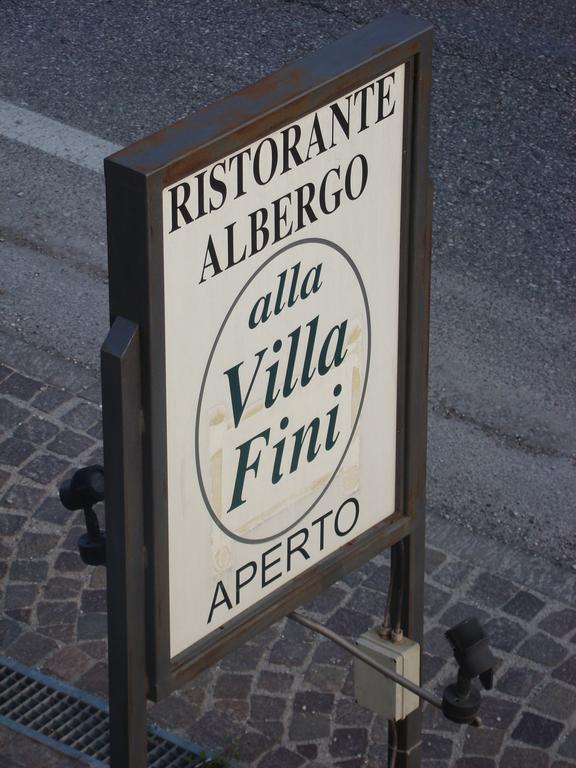 RISTORANTE
ALBERGO
alla
Villa
Fini
APERTO